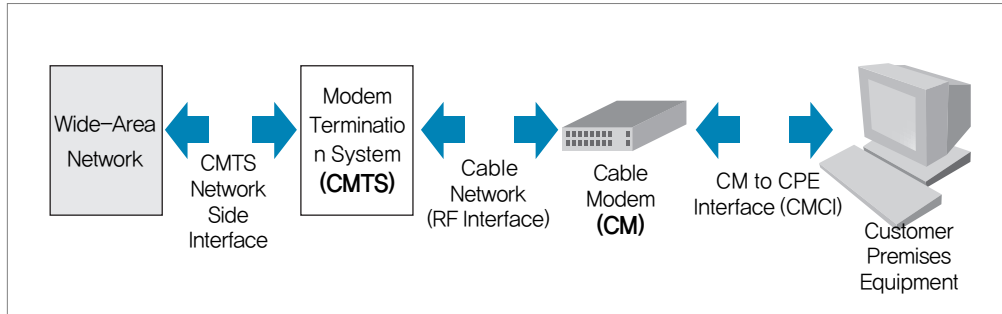 Wide-Area
Network
CMTS
Network
Side
Interface
Modem
Terminatio
n System
(CMTS)
Cable
Network
(RF Interface)
Cable
Modem
(CM)
CM to CPE
Interface (CMCI)
Customer
Premises
Equipment